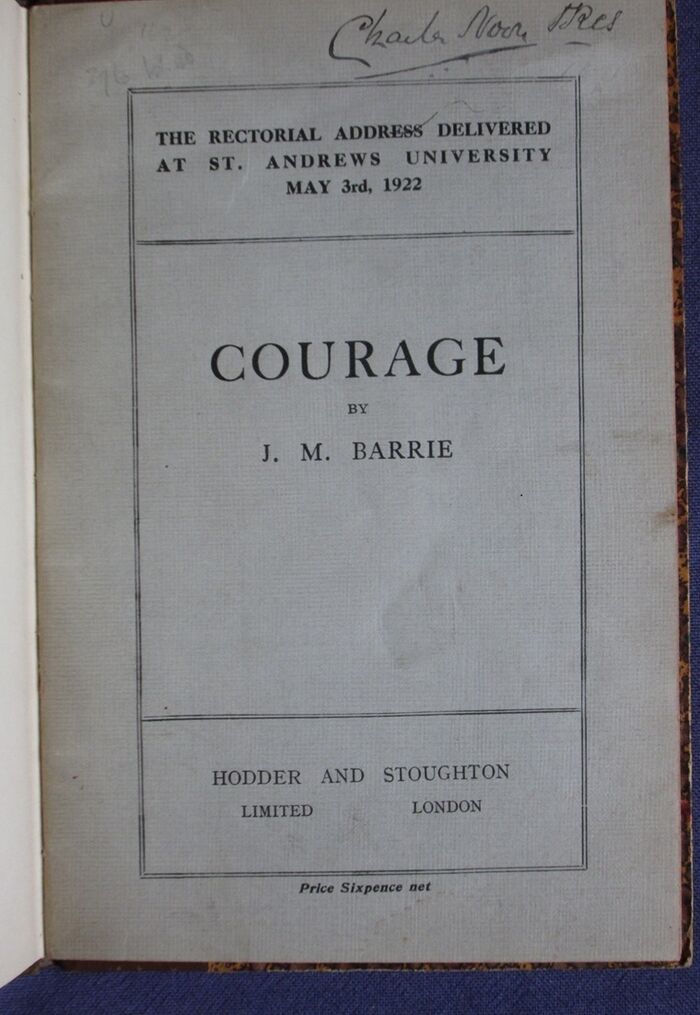 Charles
THE RECTORIAL ADDRESS DELIVERED
AT ST. ANDREWS UNIVERSITY
MAY 3rd, 1922
COURAGE
BY
J. M. BARRIE
HODDER AND STOUGHTON
LIMITED LONDON
Price Sixpence net